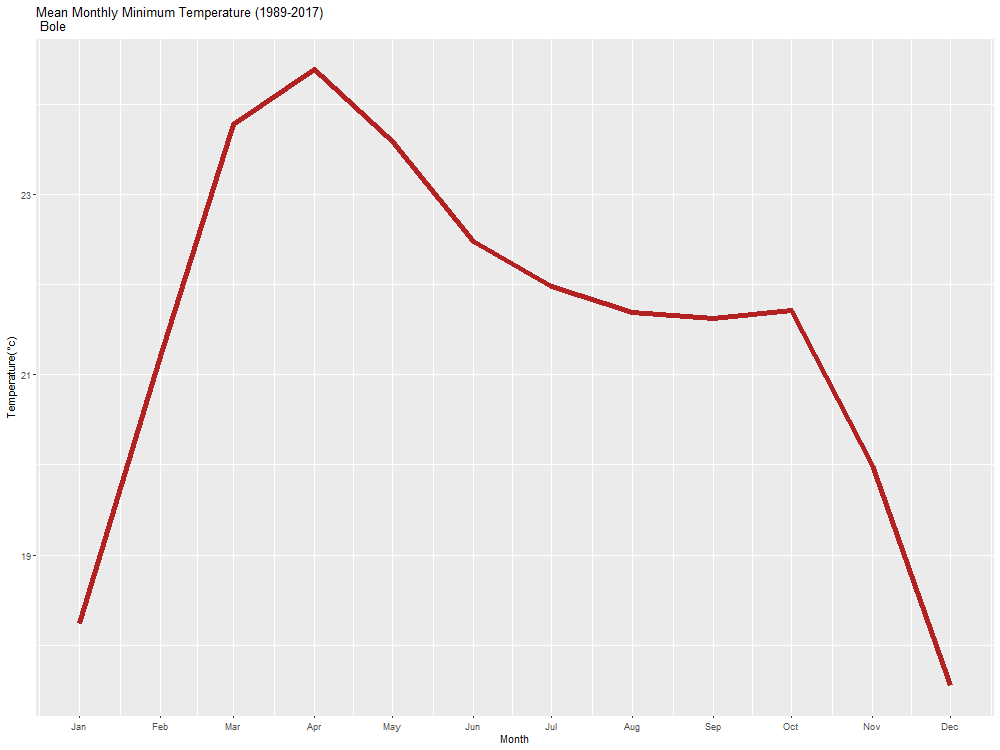 Mean Monthly Minimum Temperature (1989-2017)
Bole
Temperature(°c)
23
21
19
Jan Feb Mar Apr May Jun Jul Aug Sep Oct Nov Dec
Month